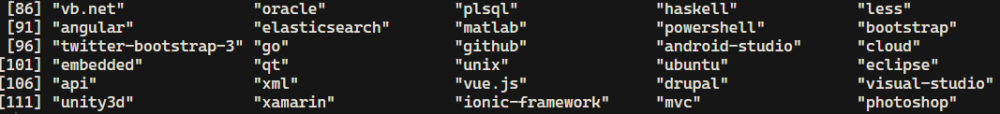 [86] "vb.net" "oracle" "plsql" "haskell" "less"
[91] "angular" "elasticsearch" "matlab" "powershell" "bootstrap"
[96] "twitter-bootstrap-3" "go" "github" "android-studio" "cloud"
[101] "embedded" "qt" "unix" "ubuntu" "eclipse"
[106] "api" "xml" "vue.js" "drupal" "visual-studio"
[111] "unity3d" "xamarin" "ionic-framework" "mvc" "photoshop"